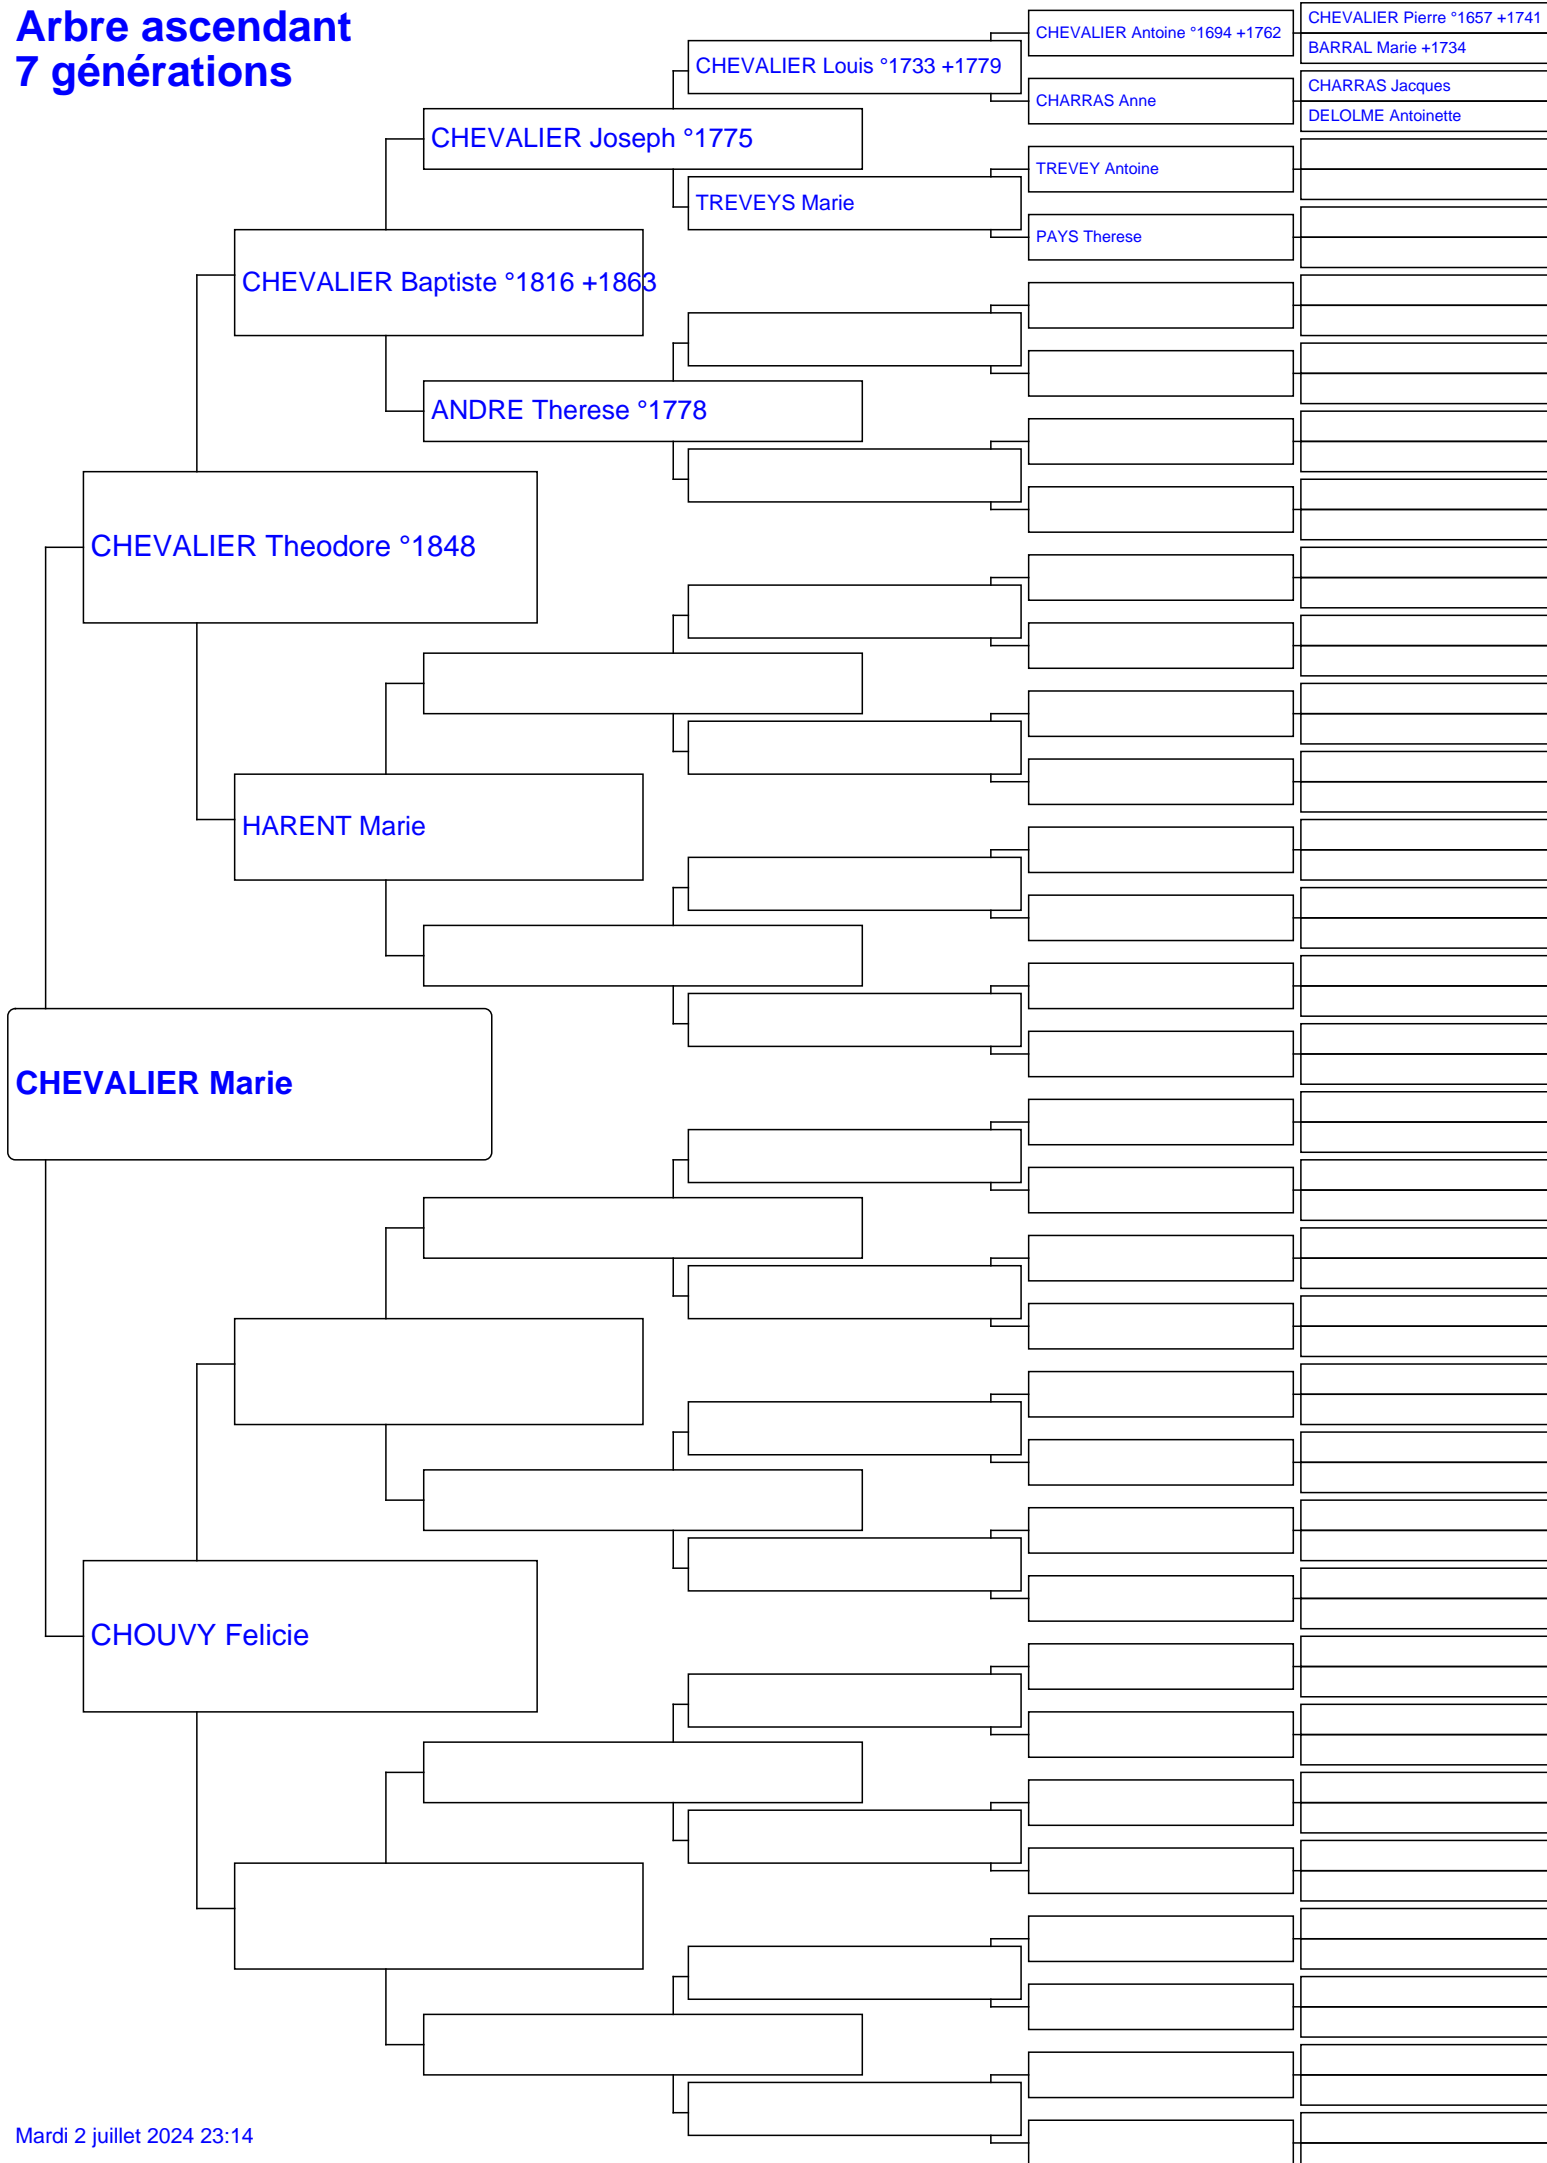 Arbre ascendant
7 générations
CHEVALIER Pierre °1657 +1741
CHEVALIER Antoine °1694 +1762
BARRAL Marie +1734
CHEVALIER Louis °1733 +1779
CHARRAS Jacques
CHARRAS Anne
DELOLME Antoinette
CHEVALIER Joseph °1775
TREVEY Antoine
TREVEYS Marie
PAYS Therese
CHEVALIER Baptiste °1816 +1863
ANDRE Therese °1778
CHEVALIER Theodore °1848
HARENT Marie
CHEVALIER Marie
CHOUVY Felicie
Mardi 2 juillet 2024 23:14